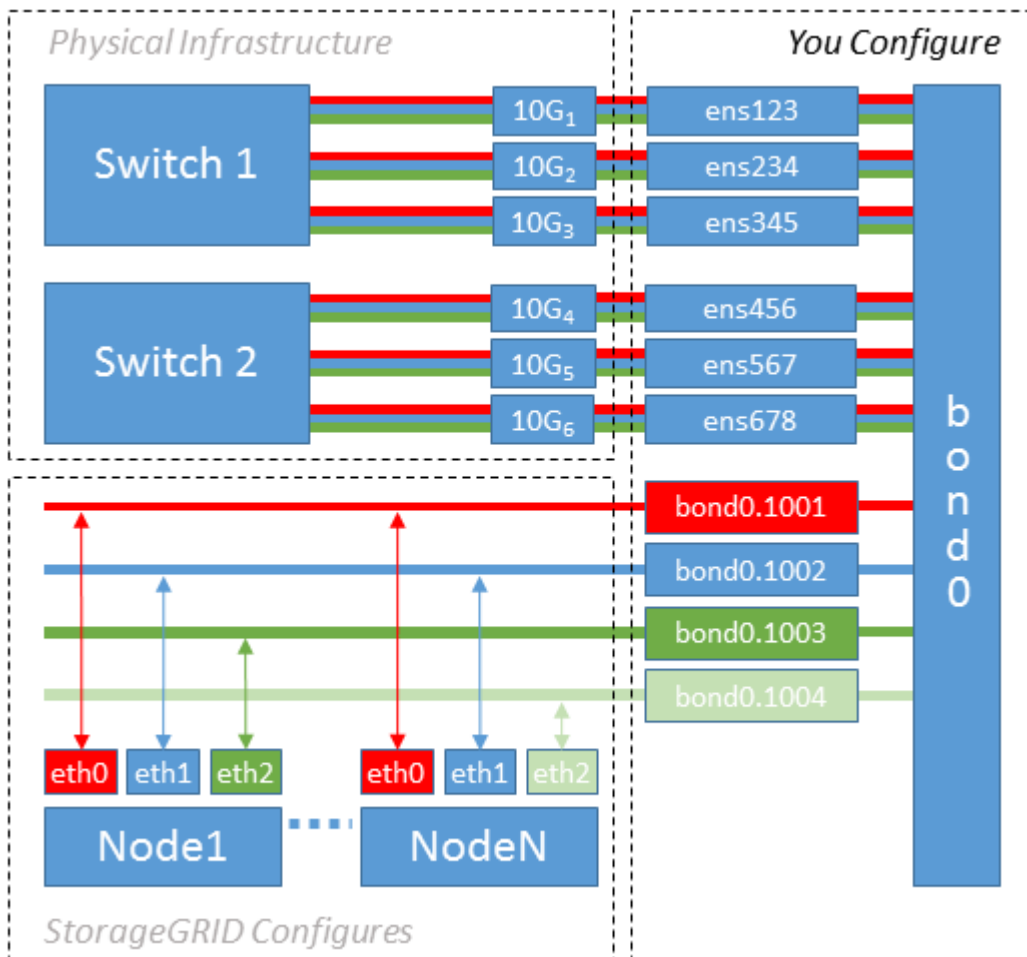 Physical Infrastructure
You Configure
Switch 1
10G₁
ens123
10G₂
ens234
10G₃
ens345
Switch 2
10G₄
ens456
10G₅
ens567
10G₆
ens678
bond0
bond0.1001
bond0.1002
bond0.1003
bond0.1004
eth0
eth1
eth2
eth0
eth1
eth2
Node1
NodeN
StorageGRID Configures